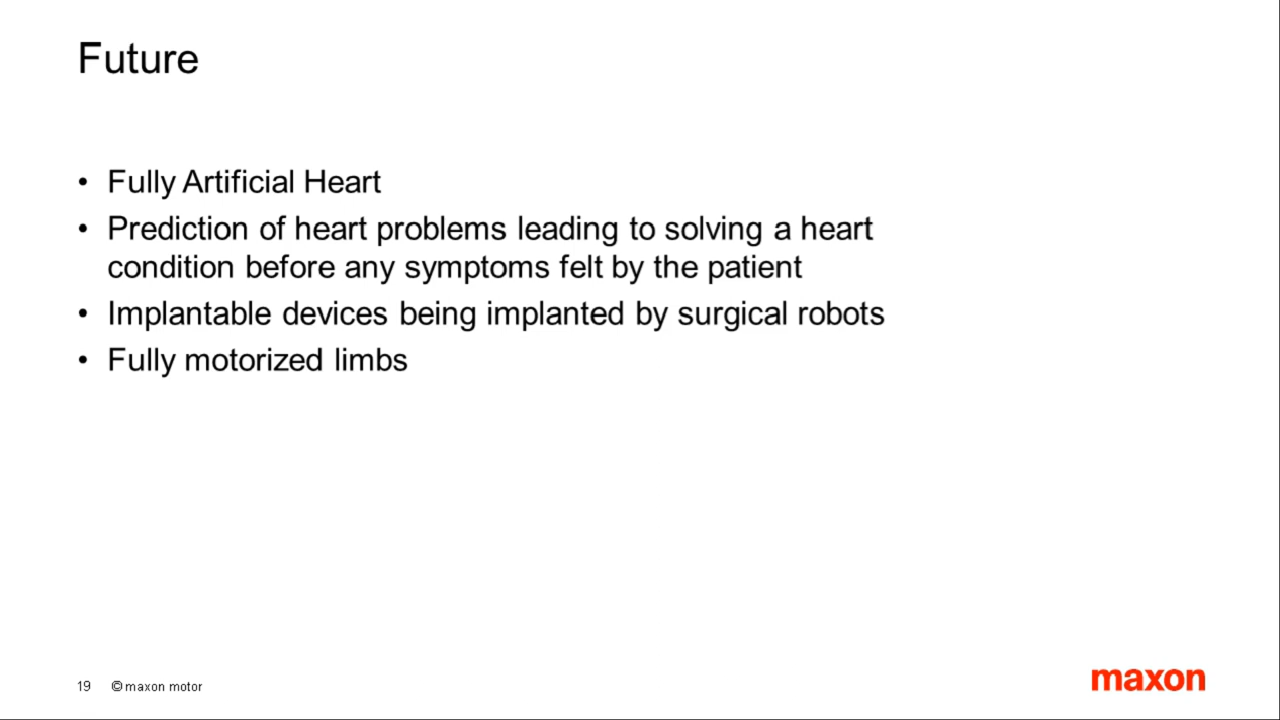 Future
• Fully Artificial Heart
• Prediction of heart problems leading to solving a heart
condition before any symptoms felt by the patient
• Implantable devices being implanted by surgical robots
• Fully motorized limbs
19 © maxon motor
maxon